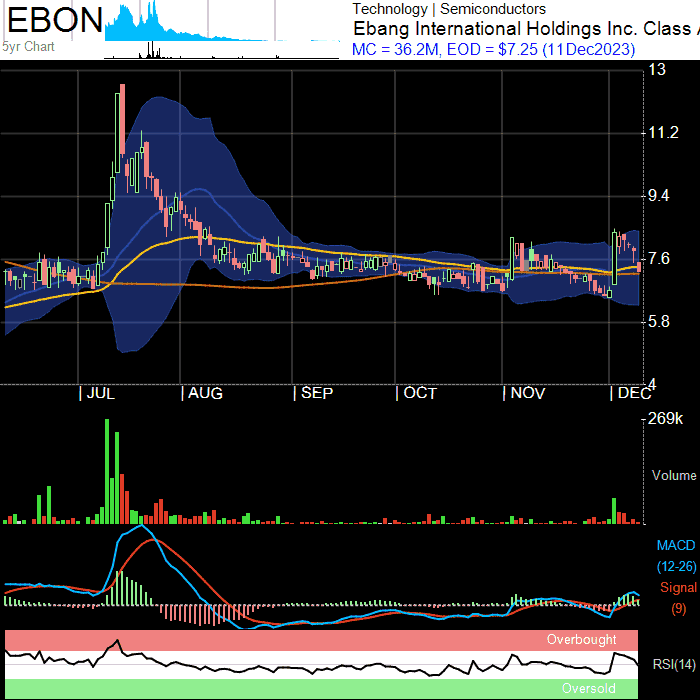 EBON
5yr Chart
Technology | Semiconductors
Ebang International Holdings Inc. Class A
MC = 36.2M, EOD = $7.25 (11Dec2023)
13
11.2
9.4
7.6
5.8
4
JUL AUG SEP OCT NOV DEC
269k
Volume
MACD
(12-26)
Signal
(9)
Overbought
RSI(14)
Oversold